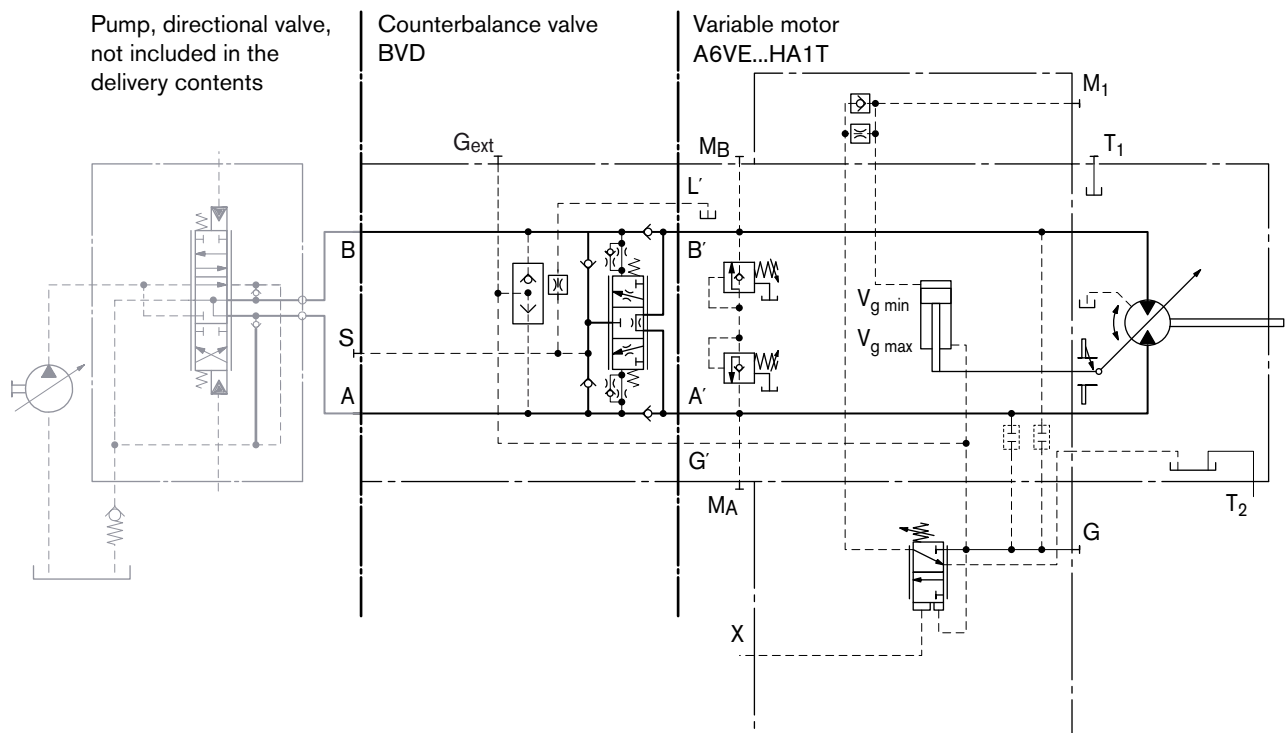 Pump, directional valve,
not included in the
delivery contents
Counterbalance valve
BVD
Variable motor
A6VE...HA1T
M1
Gext
MB
T1
L′
B
B′
Vg min
S
Vg max
A
A′
G′
MA
T2
G
X